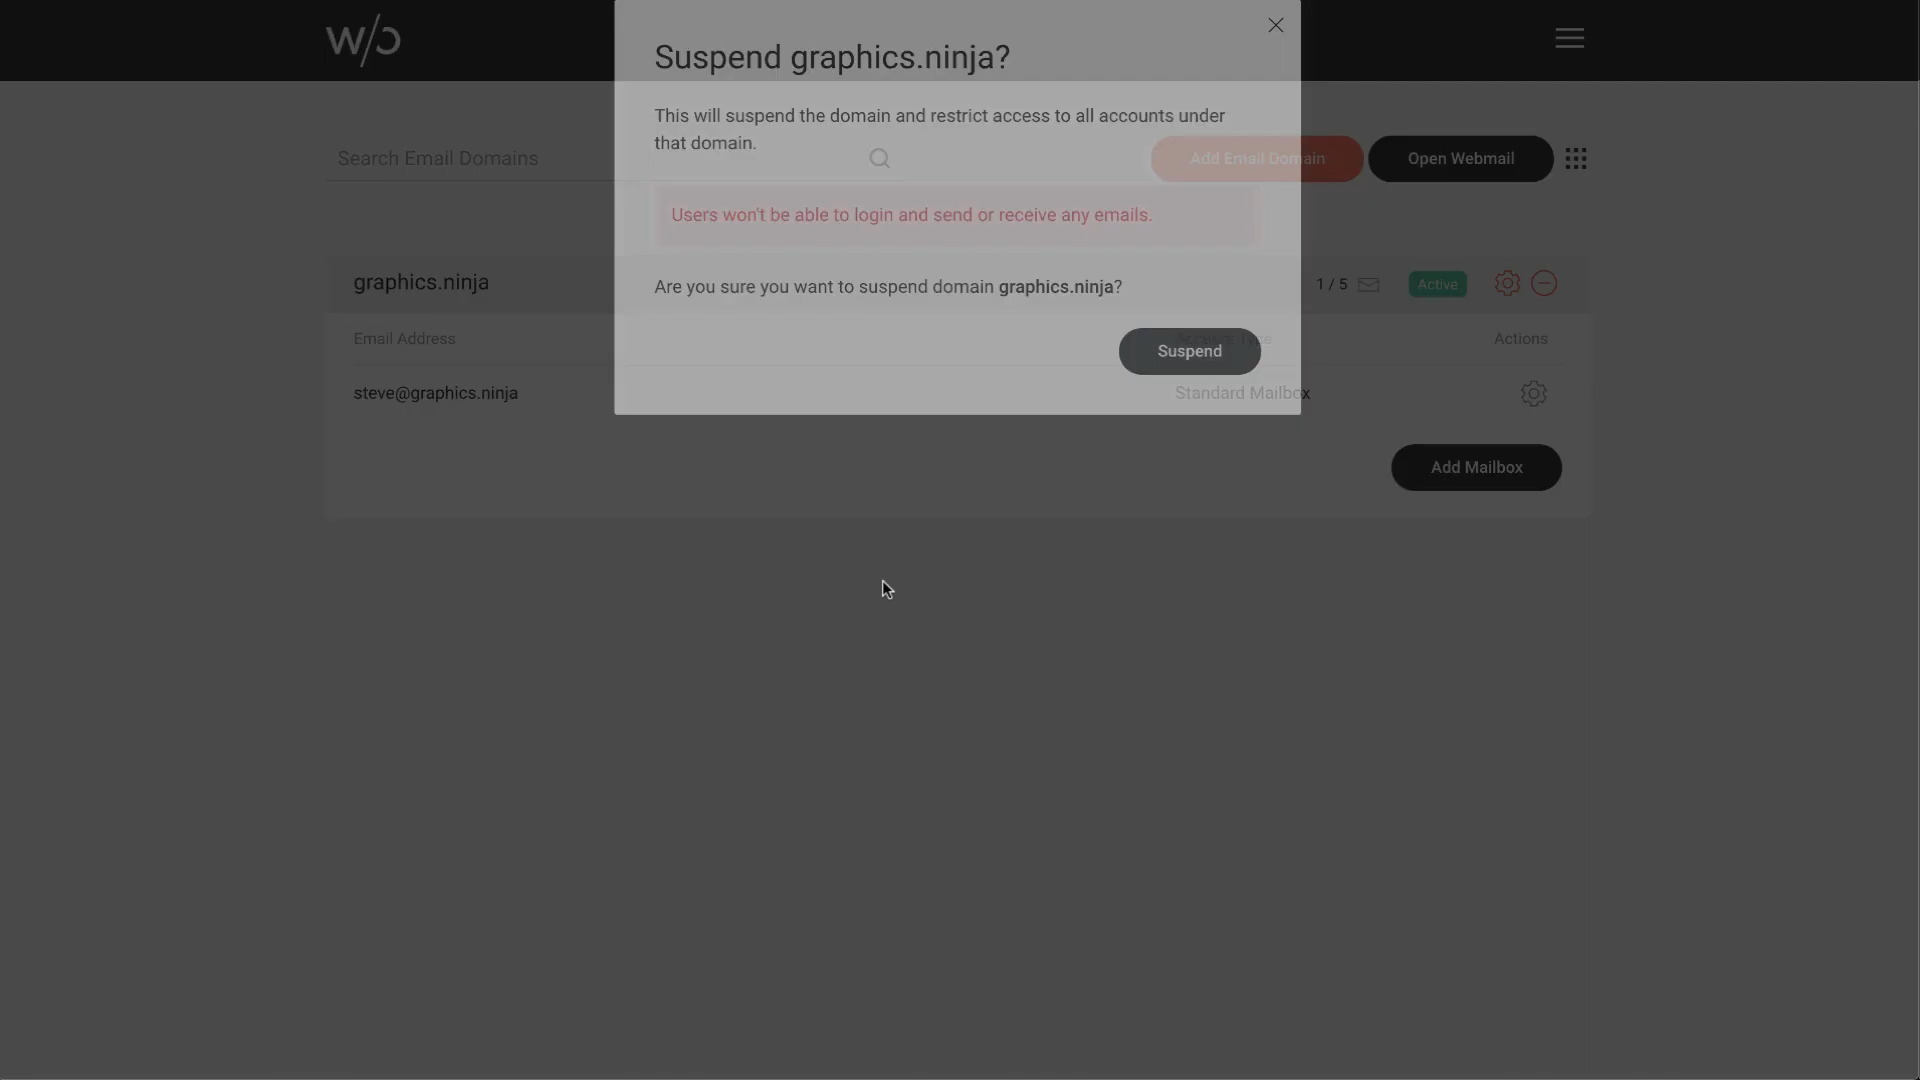 Suspend graphics.ninja?
This will suspend the domain and restrict access to all accounts under
that domain.
Search Email Domains
Add Email Domain
Open Webmail
Users won't be able to login and send or receive any emails.
graphics.ninja
Are you sure you want to suspend domain graphics.ninja?
1 / 5
Active
Email Address
Account Type
Actions
Suspend
steve@graphics.ninja
Standard Mailbox
Add Mailbox